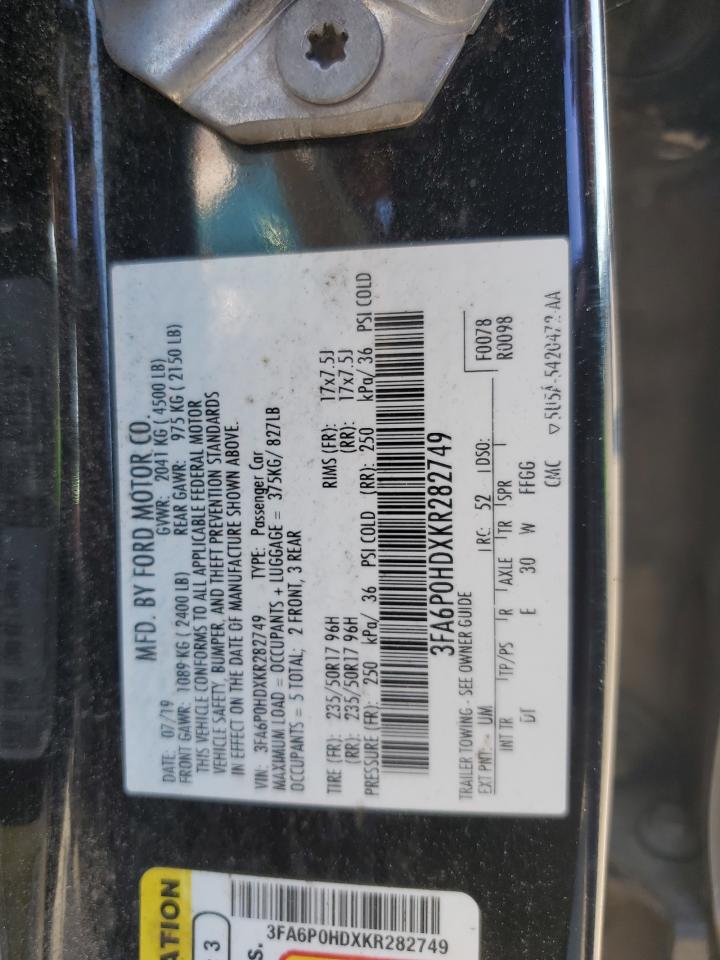 MFD. BY FORD MOTOR CO.
DATE: 07/19 GVWR: 2041 KG ( 4500 LB)
FRONT GAWR: 1089 KG ( 2400 LB) REAR GAWR: 975 KG ( 2150 LB)
THIS VEHICLE CONFORMS TO ALL APPLICABLE FEDERAL MOTOR
VEHICLE SAFETY, BUMPER, AND THEFT PREVENTION STANDARDS
IN EFFECT ON THE DATE OF MANUFACTURE SHOWN ABOVE.
VIN: 3FA6P0HDXKR282749 TYPE: Passenger Car
MAXIMUM LOAD = OCCUPANTS + LUGGAGE = 375KG/ 827LB
OCCUPANTS = 5 TOTAL; 2 FRONT, 3 REAR
TIRE (FR): 235/50R17 96H RIMS (FR): 17x7.5J
(RR): 235/50R17 96H (RR): 17x7.5J
PRESSURE (FR): 250 kPa/ 36 PSI COLD (RR): 250 kPa/ 36 PSI COLD
3FA6P0HDXKR282749
TRAILER TOWING - SEE OWNER GUIDE
EXT PNT: UM RC: 52 DSO: F0078
R0098
INT TR TP/PS R AXLE TR SPR
DT E 30 W FFGG
CMC
ATION
3
S.
3FA6P0HDXKR282749